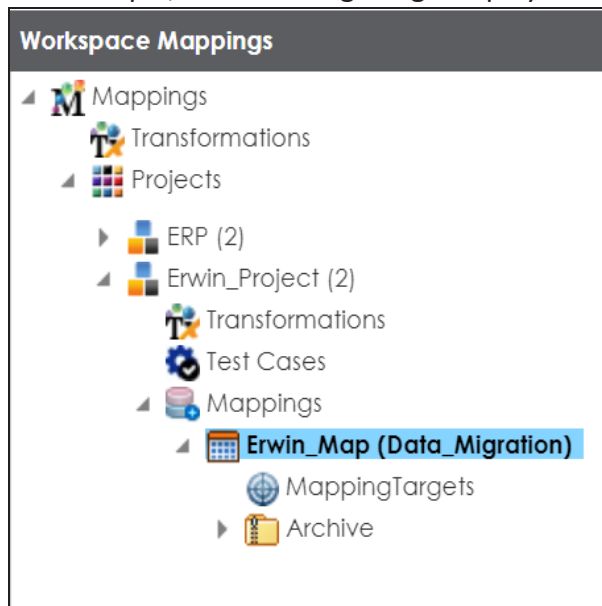 Workspace Mappings
Mappings
Transformations
Projects
ERP (2)
Erwin_Project (2)
Transformations
Test Cases
Mappings
Erwin_Map (Data_Migration)
MappingTargets
Archive